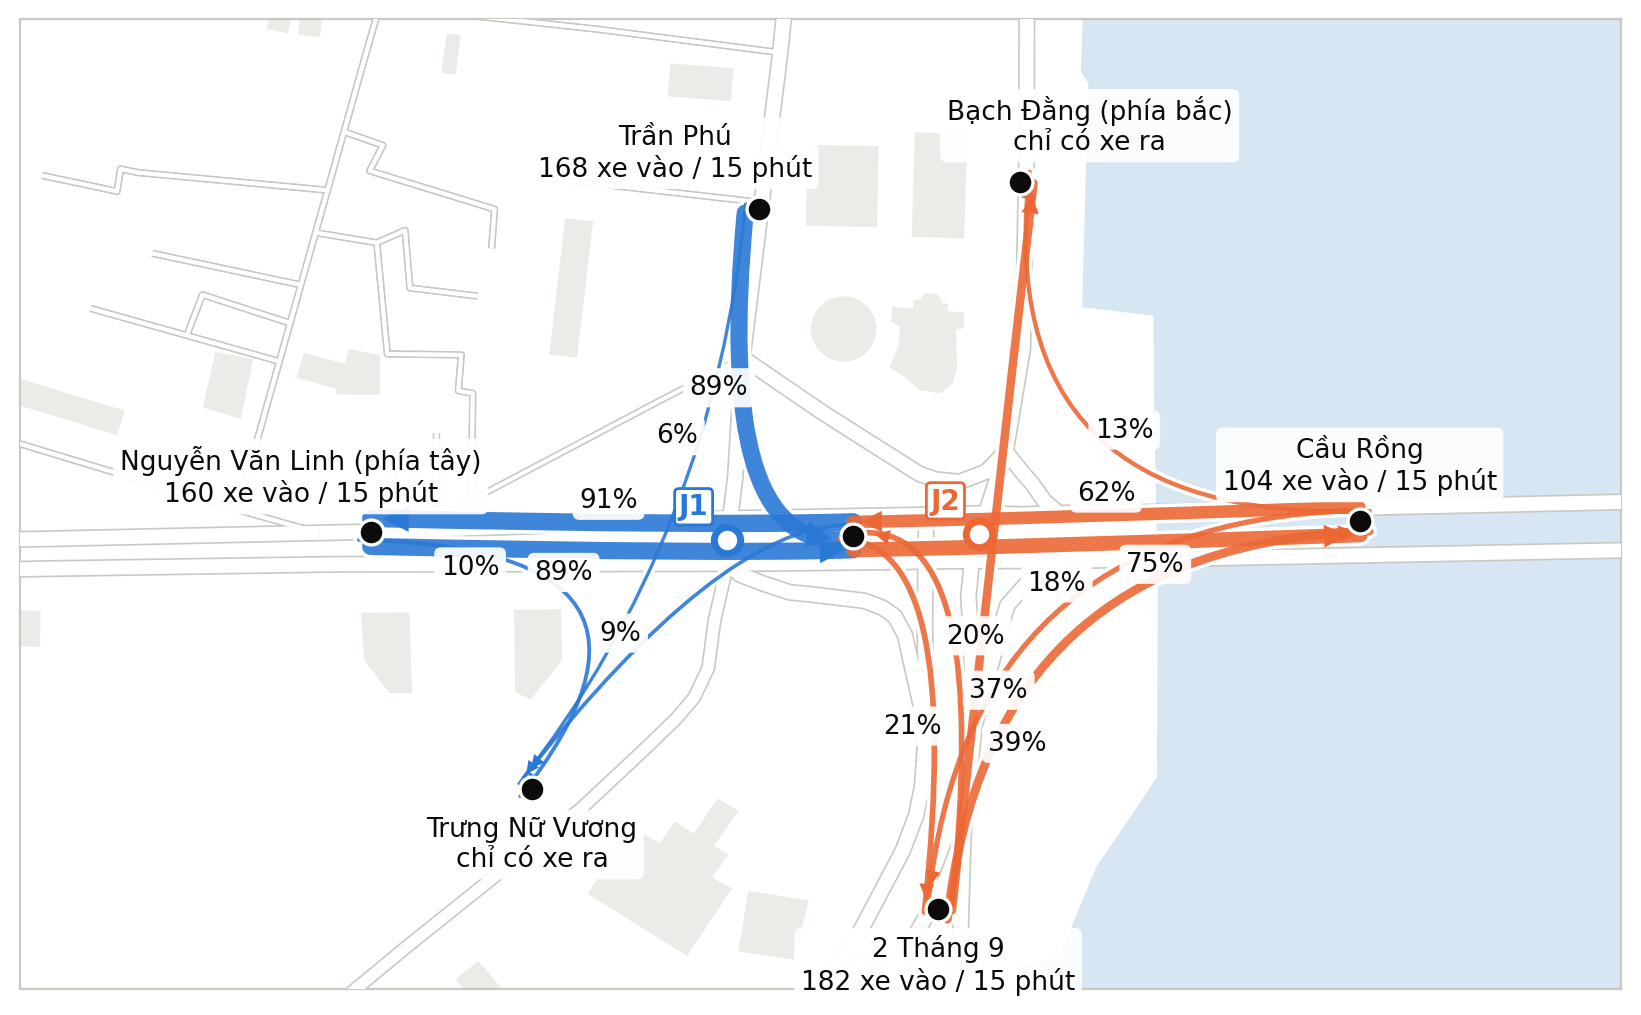 Bạch Đằng (phía bắc)
chỉ có xe ra
Trần Phú
168 xe vào / 15 phút
89%
6%
13%
Nguyễn Văn Linh (phía tây)
160 xe vào / 15 phút
Cầu Rồng
104 xe vào / 15 phút
91%
J1
J2
62%
10%
89%
18%
75%
9%
20%
37%
21%
39%
Trưng Nữ Vương
chỉ có xe ra
2 Tháng 9
182 xe vào / 15 phút